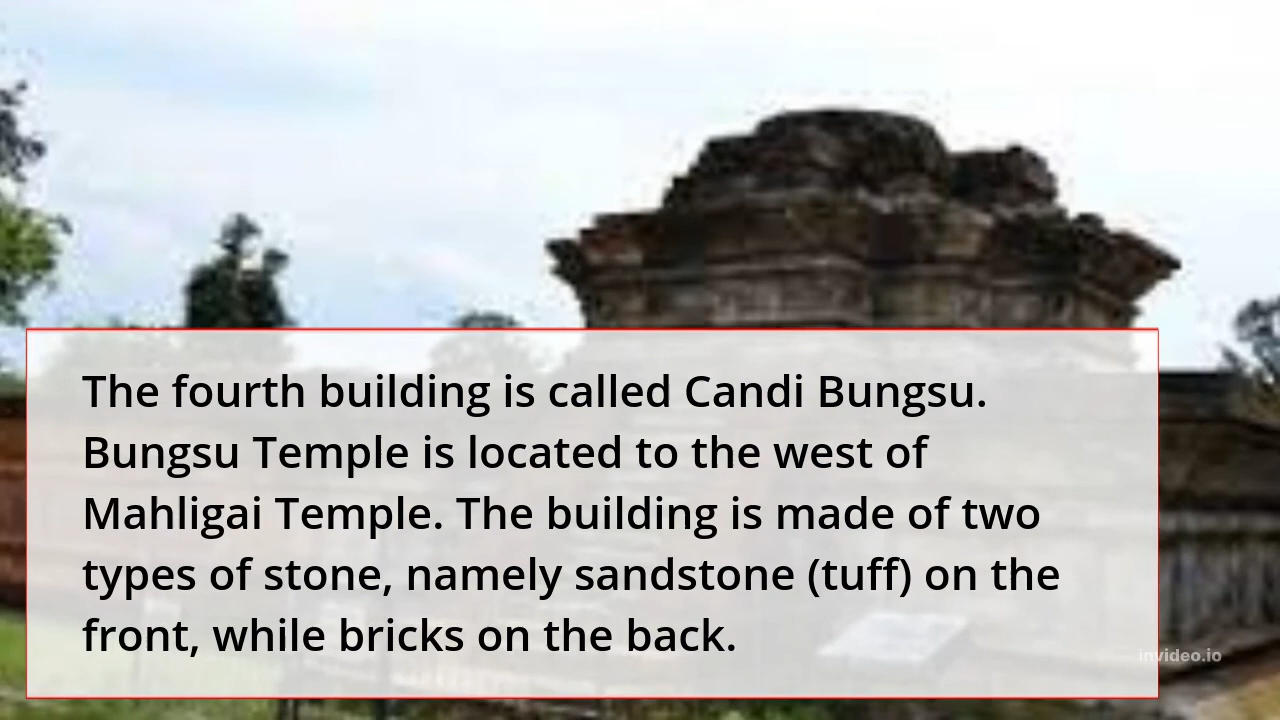 The fourth building is called Candi Bungsu.
Bungsu Temple is located to the west of
Mahligai Temple. The building is made of two
types of stone, namely sandstone (tuff) on the
front, while bricks on the back.
invideo.io